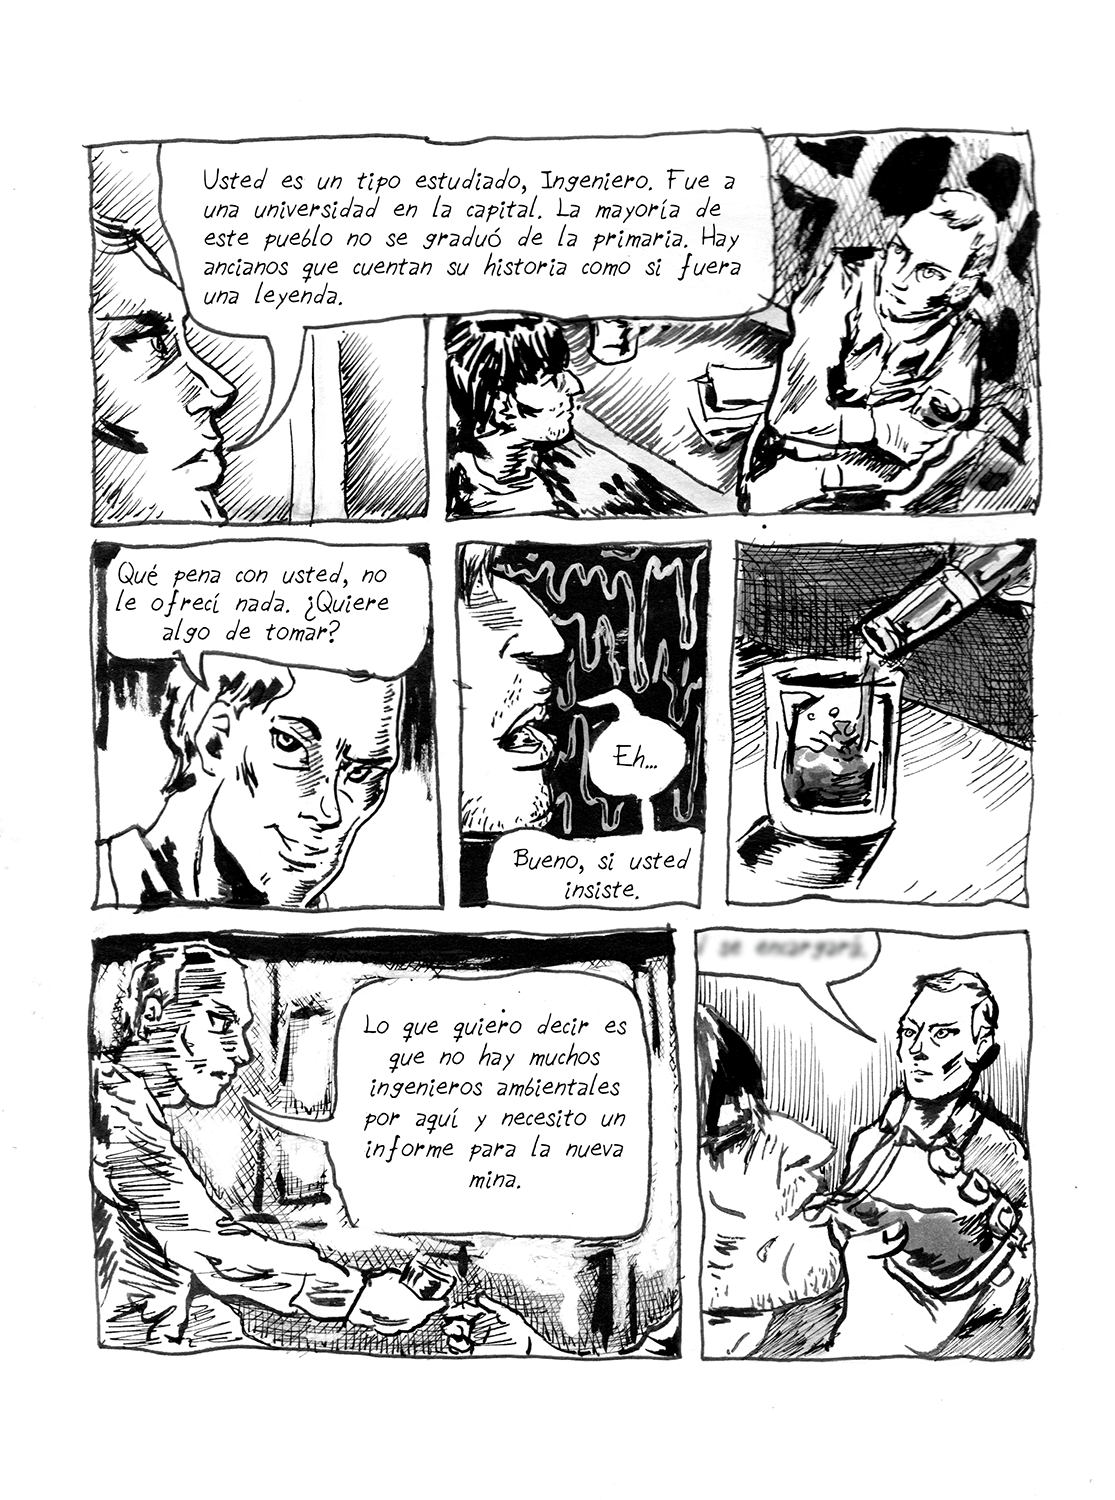 Usted es un tipo estudiado, Ingeniero. Fue a
una universidad en la capital. La mayoría de
este pueblo no se graduó de la primaria. Hay
ancianos que cuentan su historia como si fuera
una leyenda.
Qué pena con usted, no
le ofrecí nada. ¿Quiere
algo de tomar?
Eh...
Bueno, si usted
insiste.
Lo que quiero decir es
que no hay muchos
ingenieros ambientales
por aquí y necesito un
informe para la nueva
mina.
se encargará.